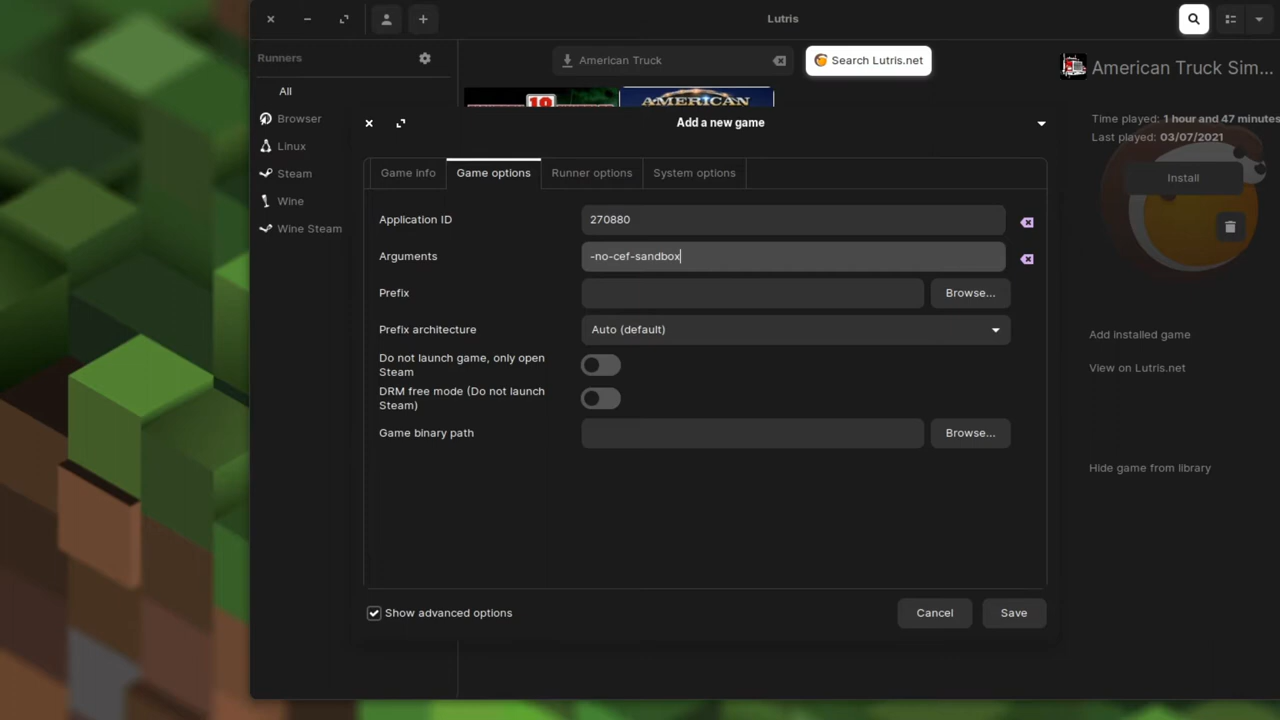 Lutris
Runners
American Truck
Search Lutris.net
American Truck Sim...
All
10
AMERICAN
Browser
Add a new game
Time played: 1 hour and 47 minutes
Last played: 03/07/2021
Linux
Steam
Game info
Game options
Runner options
System options
Install
Wine
Wine Steam
Application ID
270880
Arguments
-no-cef-sandbox
Prefix
Browse...
Prefix architecture
Auto (default)
Add installed game
Do not launch game, only open
Steam
View on Lutris.net
DRM free mode (Do not launch
Steam)
Game binary path
Browse...
Hide game from library
Show advanced options
Cancel
Save